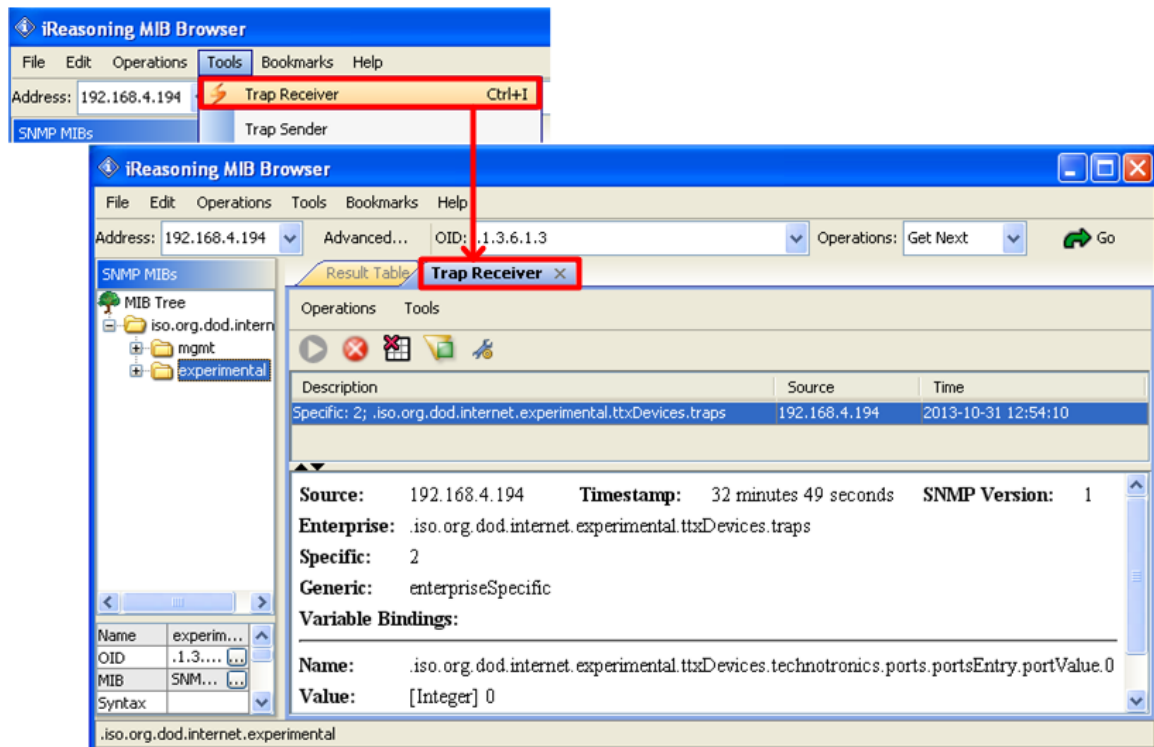 iReasoning MIB Browser
File Edit Operations Tools Bookmarks Help
Address: 192.168.4.194 Trap Receiver Ctrl+I
SNMP MIBs Trap Sender
iReasoning MIB Browser
File Edit Operations Tools Bookmarks Help
Address: 192.168.4.194 Advanced... OID: .1.3.6.1.3 Operations: Get Next Go
SNMP MIBs Result Table Trap Receiver
MIB Tree
iso.org.dod.intern
mgmt
experimental
Operations Tools
Description Source Time
Specific: 2; .iso.org.dod.internet.experimental.ttxDevices.traps 192.168.4.194 2013-10-31 12:54:10
Source: 192.168.4.194 Timestamp: 32 minutes 49 seconds SNMP Version: 1
Enterprise: .iso.org.dod.internet.experimental.ttxDevices.traps
Specific: 2
Generic: enterpriseSpecific
Variable Bindings:
Name: .iso.org.dod.internet.experimental.ttxDevices.technotronics.ports.portsEntry.portValue.0
Value: [Integer] 0
Name experim...
OID .1.3.... ...
MIB SNM... ...
Syntax
.iso.org.dod.internet.experimental